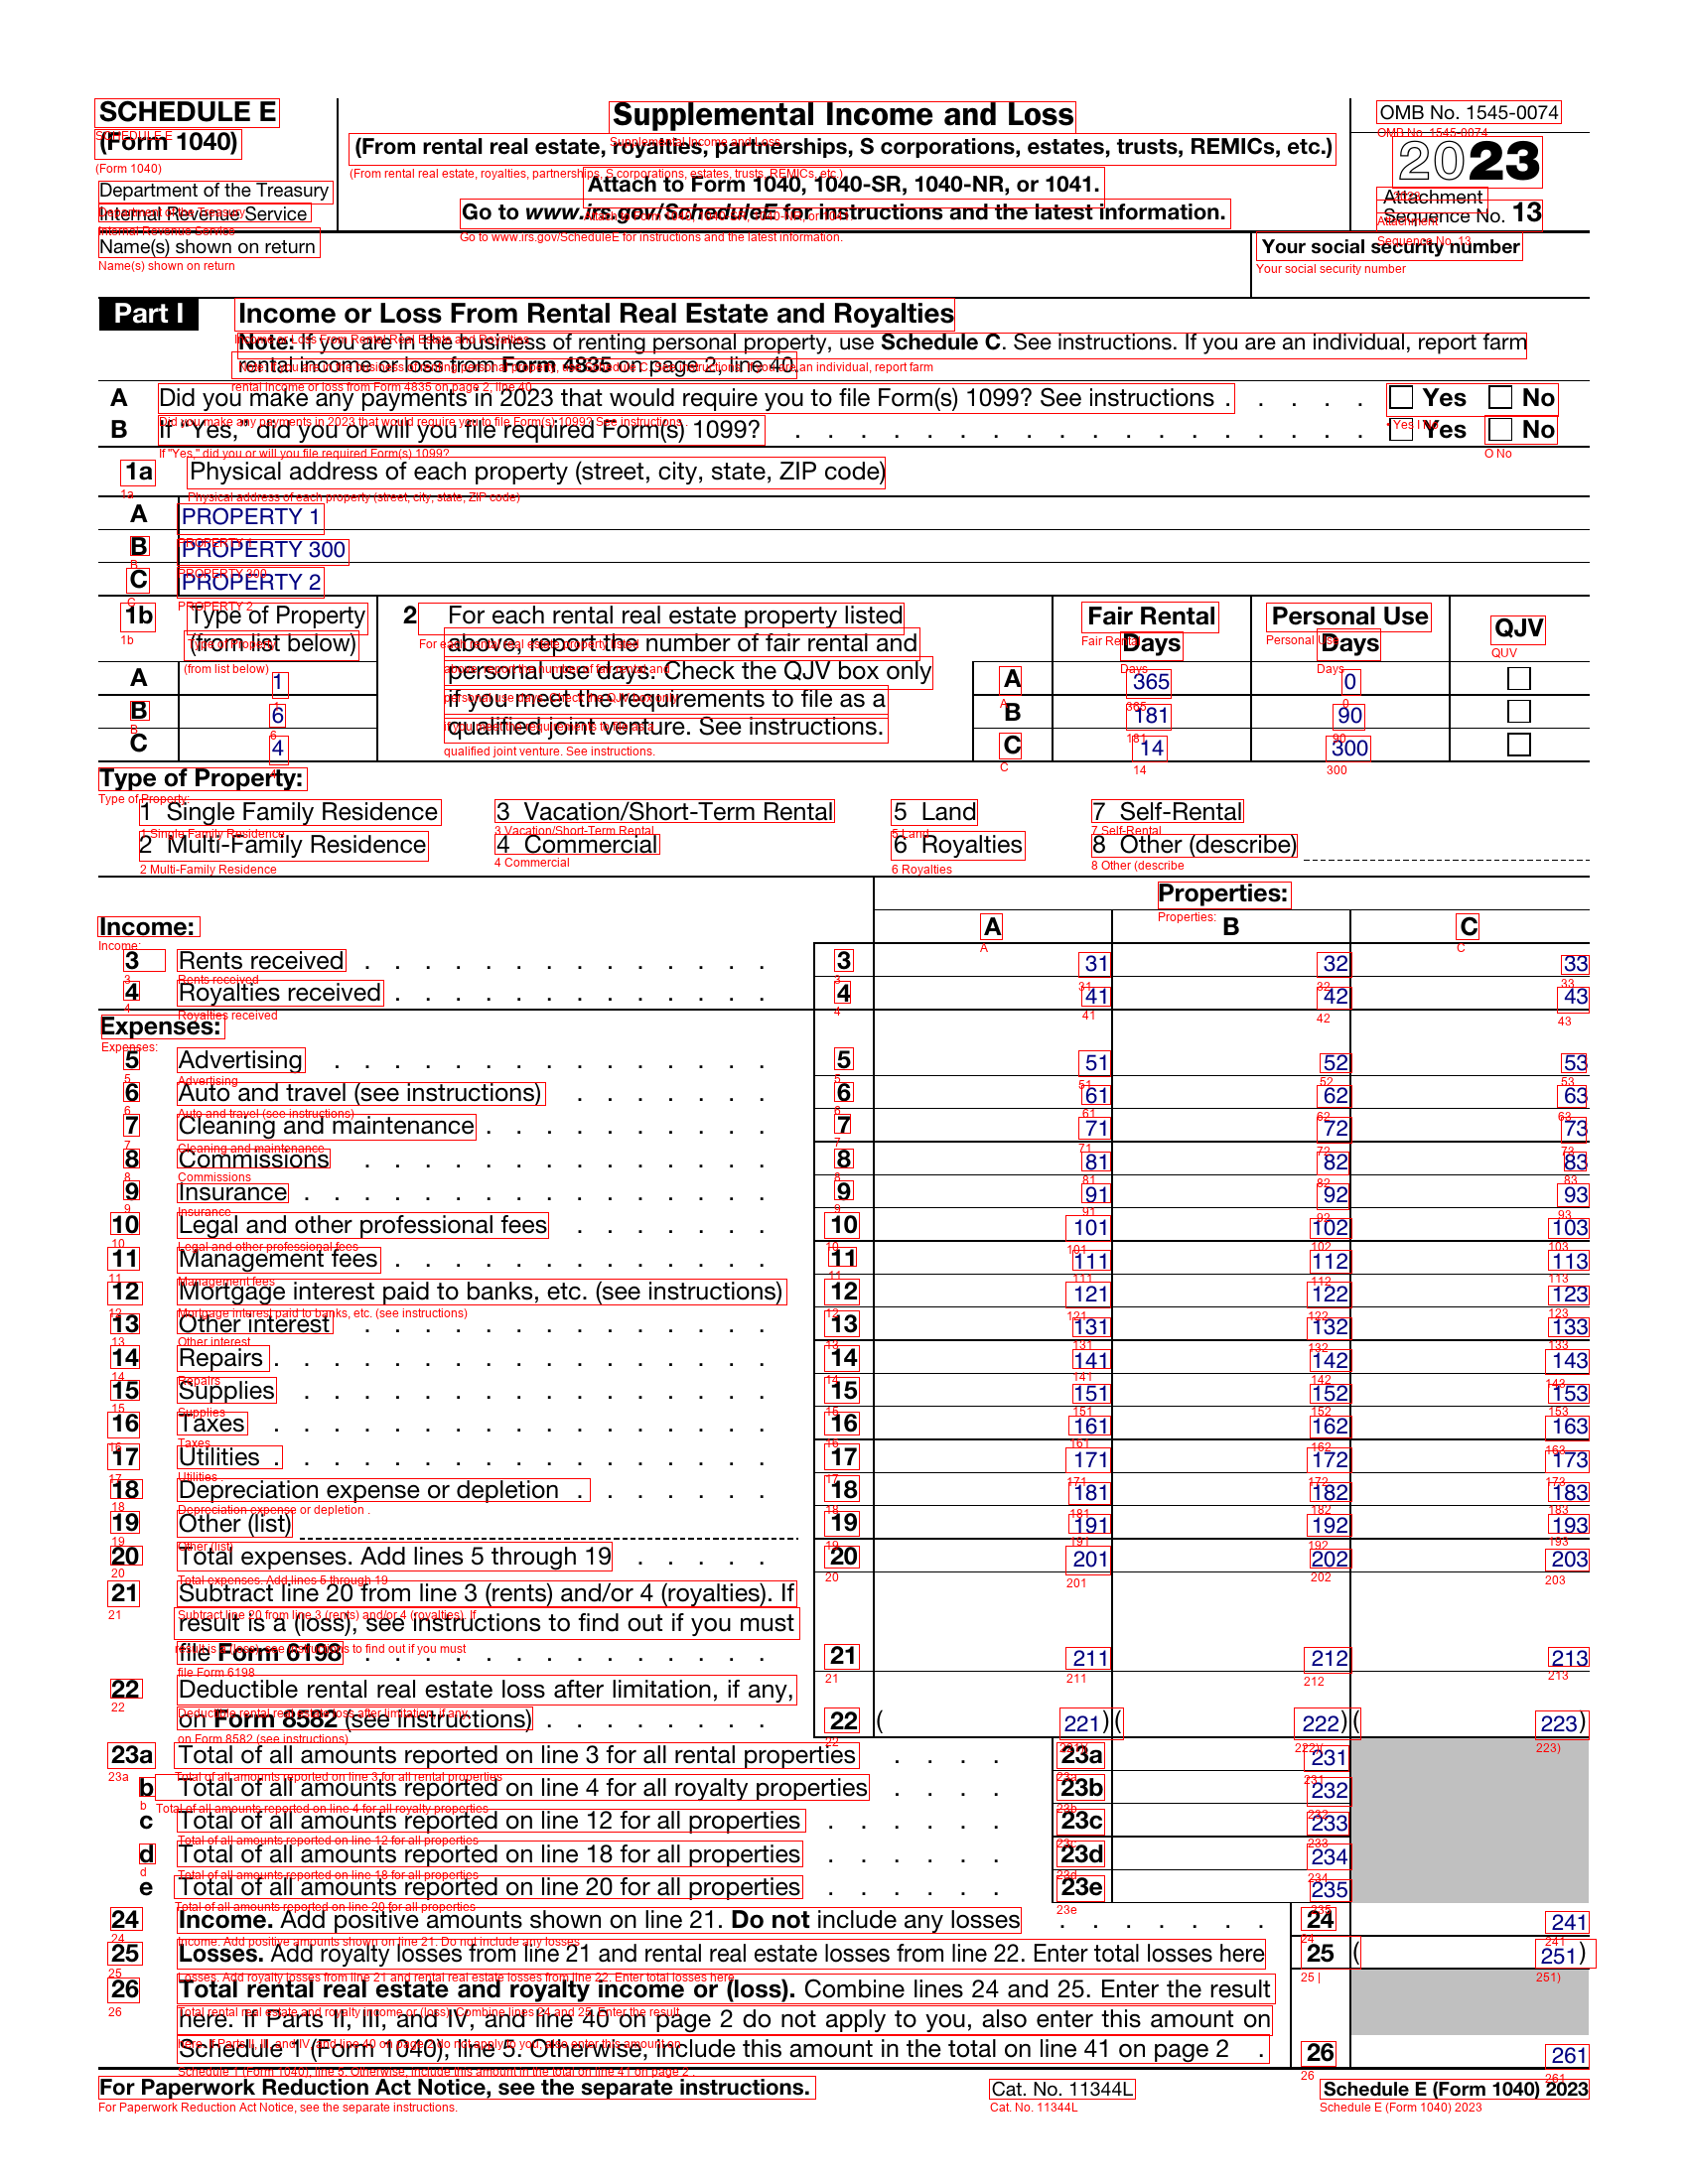 SCHEDULE E
(Form 1040)
Department of the Treasury
Internal Revenue Service
Supplemental Income and Loss
(From rental real estate, royalties, partnerships, S corporations, estates, trusts, REMICs, etc.)
Attach to Form 1040, 1040-SR, 1040-NR, or 1041.
Go to www.irs.gov/ScheduleE for instructions and the latest information.
OMB No. 1545-0074
2023
Attachment
Sequence No. 13
Name(s) shown on return
Your social security number
Part I Income or Loss From Rental Real Estate and Royalties
Note: If you are in the business of renting personal property, use Schedule C. See instructions. If you are an individual, report farm
rental income or loss from Form 4835 on page 2, line 40.
A Did you make any payments in 2023 that would require you to file Form(s) 1099? See instructions . . . . . Yes No
B If "Yes," did you or will you file required Form(s) 1099? . . . . . . . . . . . . . . . . . . Yes No
1a Physical address of each property (street, city, state, ZIP code)
A PROPERTY 1
B PROPERTY 300
C PROPERTY 2
1b Type of Property
(from list below)
A 1
B 6
C 4
2 For each rental real estate property listed
above, report the number of fair rental and
personal use days. Check the QJV box only
if you meet the requirements to file as a
qualified joint venture. See instructions.
Fair Rental Days Personal Use Days QJV
A 365 0
B 181 90
C 14 300
Type of Property:
1 Single Family Residence 3 Vacation/Short-Term Rental 5 Land 7 Self-Rental
2 Multi-Family Residence 4 Commercial 6 Royalties 8 Other (describe)
Properties:
Income: A B C
3 Rents received 3 31 32 33
4 Royalties received 4 41 42 43
Expenses:
5 Advertising 5 51 52 53
6 Auto and travel (see instructions) 6 61 62 63
7 Cleaning and maintenance 7 71 72 73
8 Commissions 8 81 82 83
9 Insurance 9 91 92 93
10 Legal and other professional fees 10 101 102 103
11 Management fees 11 111 112 113
12 Mortgage interest paid to banks, etc. (see instructions) 12 121 122 123
13 Other interest 13 131 132 133
14 Repairs 14 141 142 143
15 Supplies 15 151 152 153
16 Taxes 16 161 162 163
17 Utilities 17 171 172 173
18 Depreciation expense or depletion 18 181 182 183
19 Other (list) 19 191 192 193
20 Total expenses. Add lines 5 through 19 20 201 202 203
21 Subtract line 20 from line 3 (rents) and/or 4 (royalties). If
result is a (loss), see instructions to find out if you must
file Form 6198 21 211 212 213
22 Deductible rental real estate loss after limitation, if any,
on Form 8582 (see instructions) 22 ( 221 ) ( 222 ) ( 223 )
23a Total of all amounts reported on line 3 for all rental properties 23a 231
b Total of all amounts reported on line 4 for all royalty properties 23b 232
c Total of all amounts reported on line 12 for all properties 23c 233
d Total of all amounts reported on line 18 for all properties 23d 234
e Total of all amounts reported on line 20 for all properties 23e 235
24 Income. Add positive amounts shown on line 21. Do not include any losses 24 241
25 Losses. Add royalty losses from line 21 and rental real estate losses from line 22. Enter total losses here 25 ( 251 )
26 Total rental real estate and royalty income or (loss). Combine lines 24 and 25. Enter the result
here. If Parts II, III, and IV, and line 40 on page 2 do not apply to you, also enter this amount on
Schedule 1 (Form 1040), line 5. Otherwise, include this amount in the total on line 41 on page 2 . 26 261
For Paperwork Reduction Act Notice, see the separate instructions. Cat. No. 11344L Schedule E (Form 1040) 2023